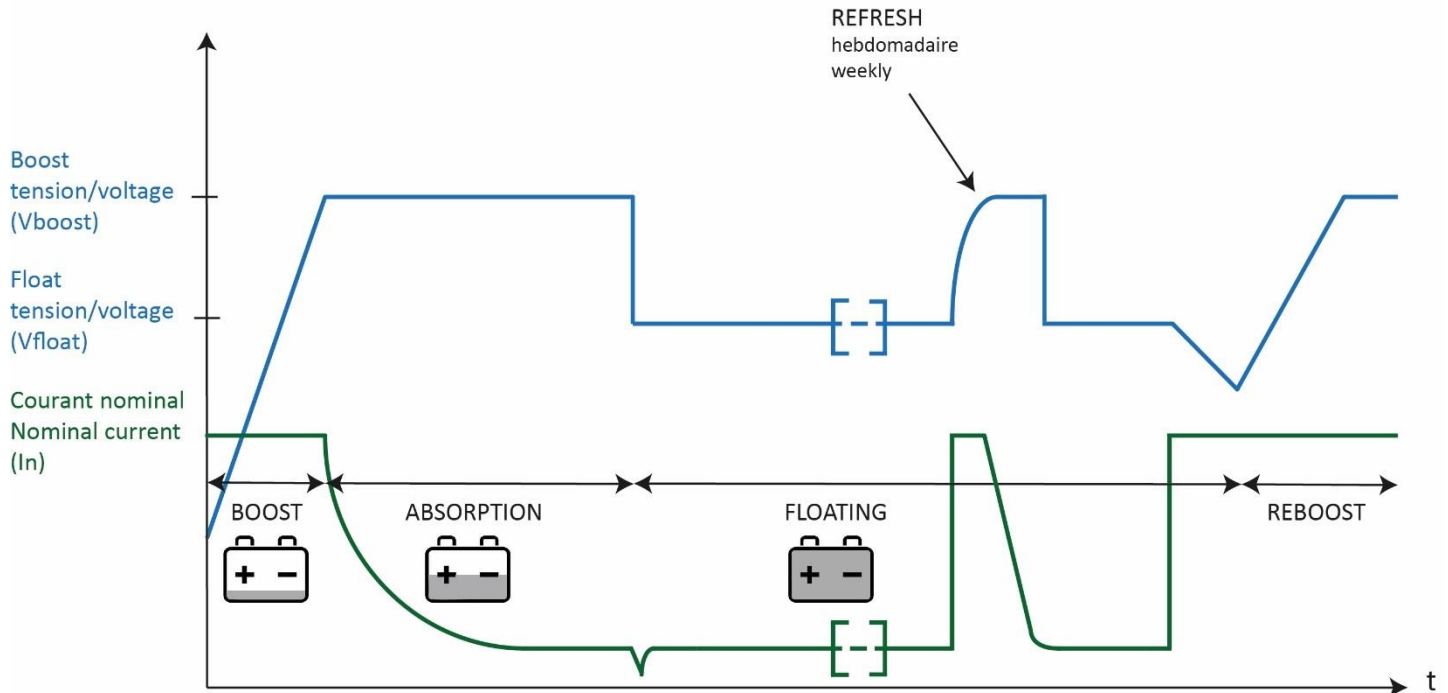 REFRESH
hebdomadaire
weekly
Boost
tension/voltage
(Vboost)
Float
tension/voltage
(Vfloat)
Courant nominal
Nominal current
(In)
BOOST
ABSORPTION
FLOATING
REBOOST
+ −
+ −
+ −
t